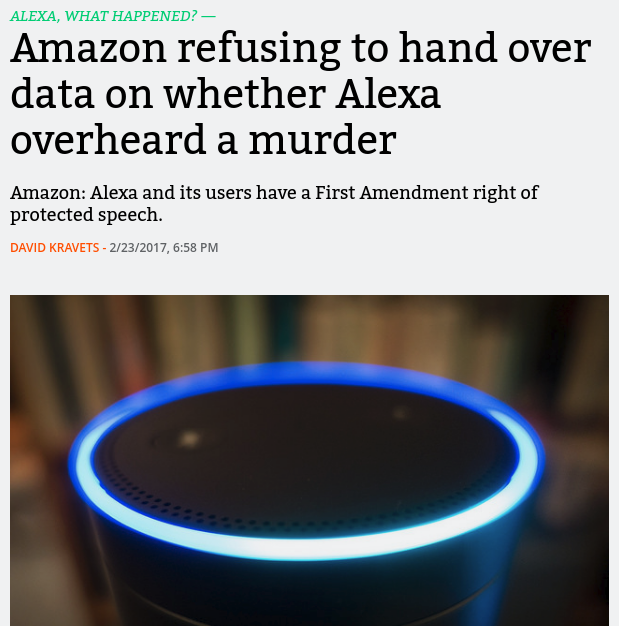 ALEXA, WHAT HAPPENED? —
Amazon refusing to hand over
data on whether Alexa
overheard a murder
Amazon: Alexa and its users have a First Amendment right of
protected speech.
DAVID KRAVETS - 2/23/2017, 6:58 PM